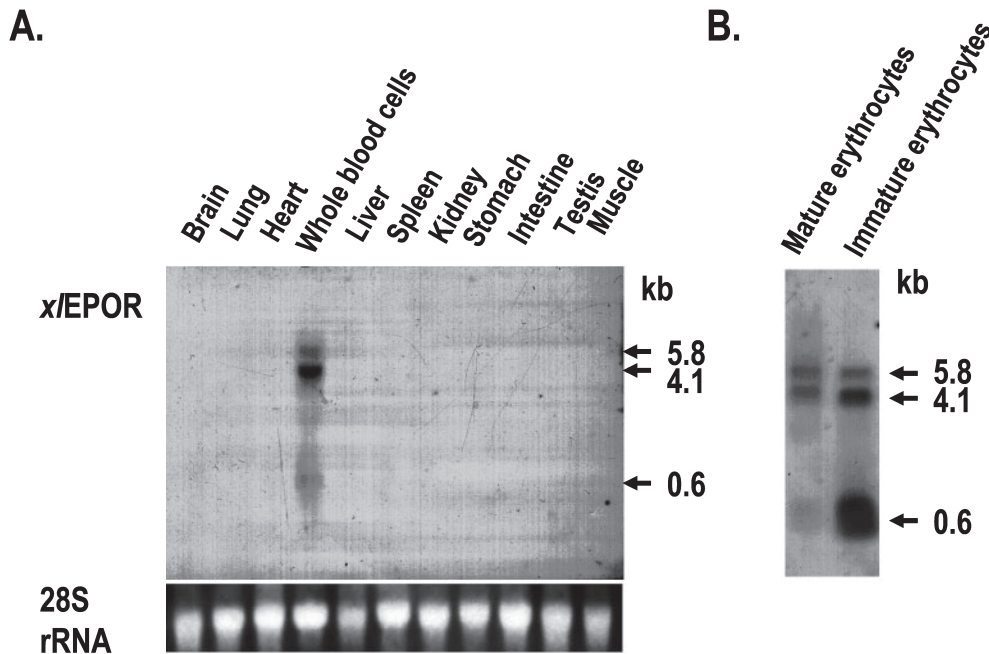 A.
Brain
Lung
Heart
Whole blood cells
Liver
Spleen
Kidney
Stomach
Intestine
Testis
Muscle
xlEPOR
kb
5.8
4.1
0.6
28S
rRNA
B.
Mature erythrocytes
Immature erythrocytes
kb
5.8
4.1
0.6